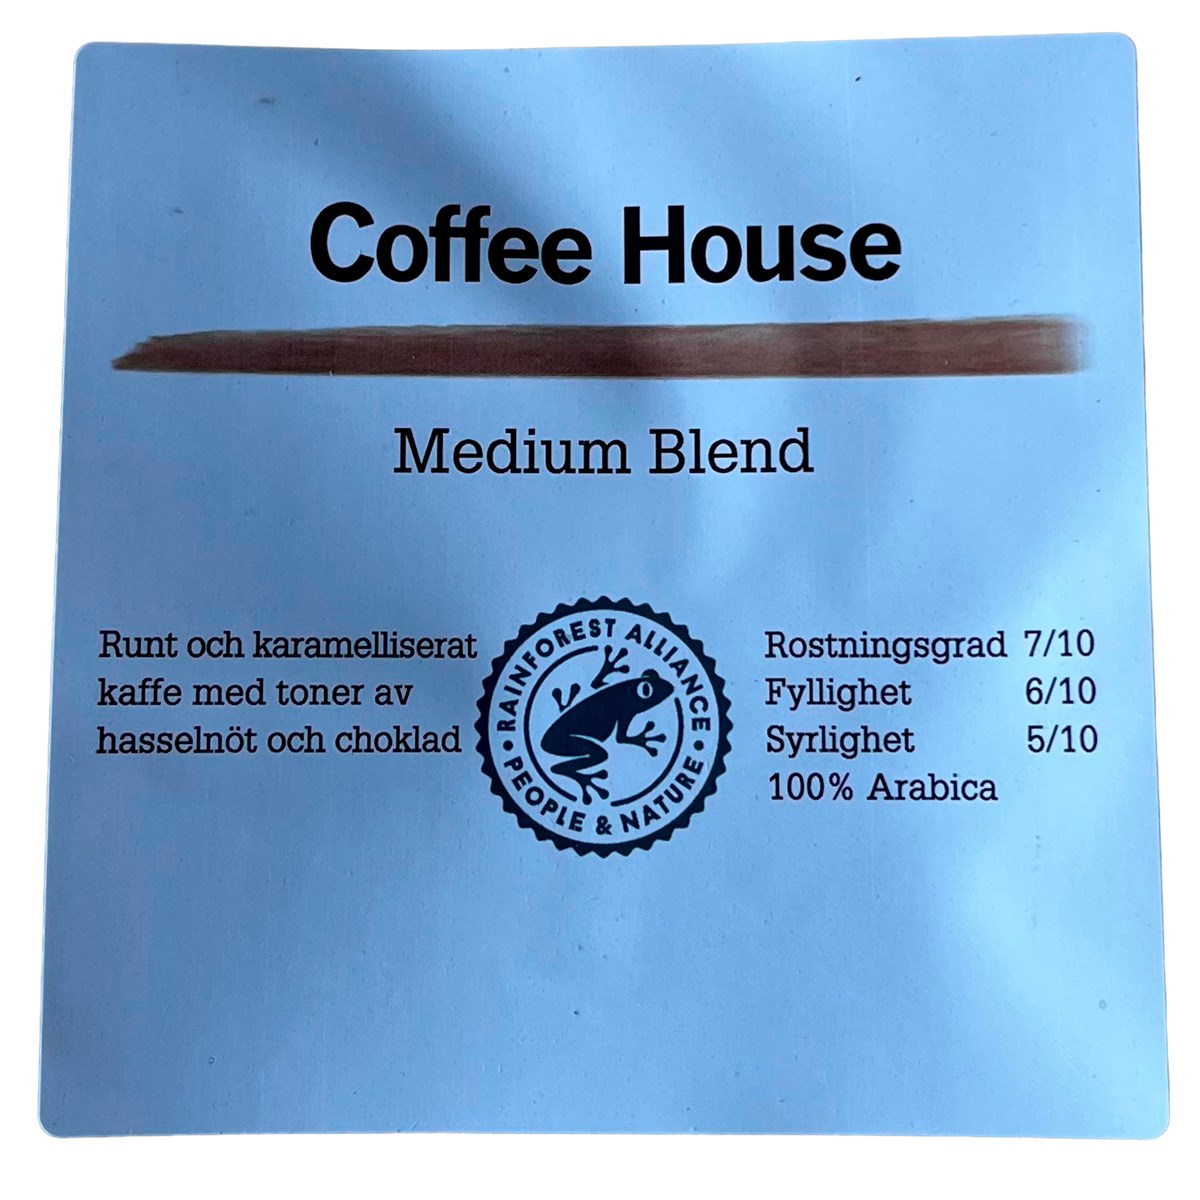 Coffee House
Medium Blend
Runt och karamelliserat
kaffe med toner av
hasselnöt och choklad
RAINFOREST ALLIANCE
PEOPLE & NATURE
Rostningsgrad 7/10
Fyllighet 6/10
Syrlighet 5/10
100% Arabica